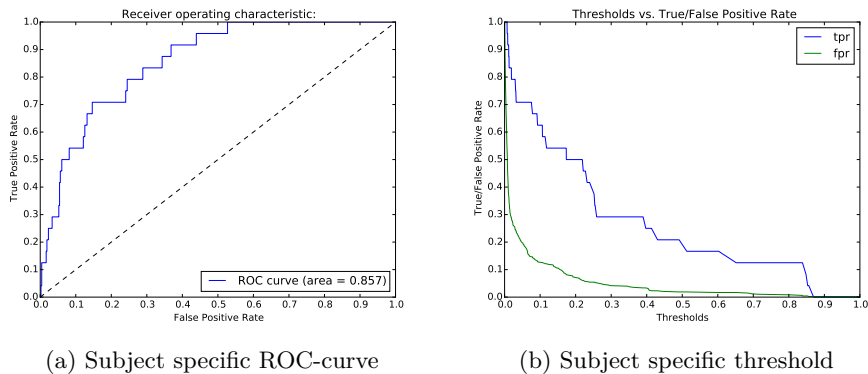 Receiver operating characteristic:
True Positive Rate
1.0
0.9
0.8
0.7
0.6
0.5
0.4
0.3
0.2
0.1
0.0
0.0 0.1 0.2 0.3 0.4 0.5 0.6 0.7 0.8 0.9 1.0
False Positive Rate
ROC curve (area = 0.857)
(a) Subject specific ROC-curve
Thresholds vs. True/False Positive Rate
True/False Positive Rate
1.0
0.9
0.8
0.7
0.6
0.5
0.4
0.3
0.2
0.1
0.0
0.0 0.1 0.2 0.3 0.4 0.5 0.6 0.7 0.8 0.9 1.0
Thresholds
tpr
fpr
(b) Subject specific threshold